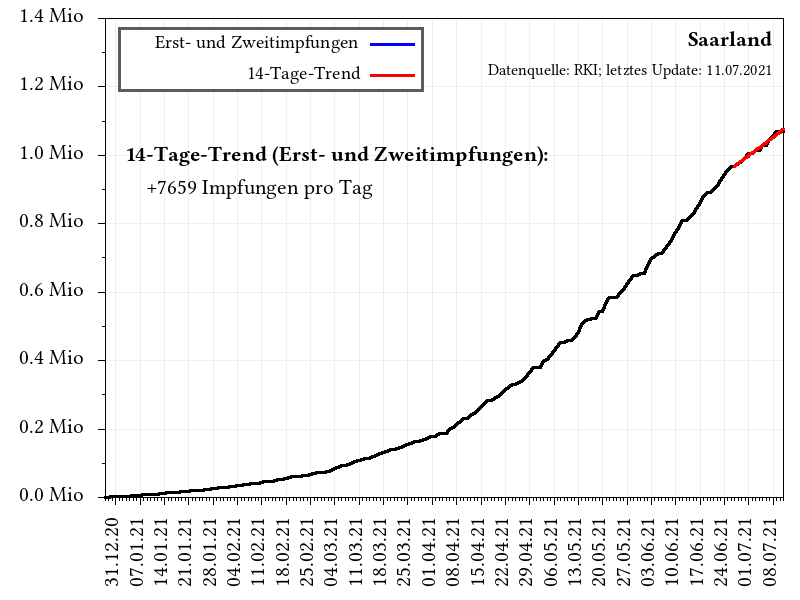 1.4 Mio
1.2 Mio
1.0 Mio
0.8 Mio
0.6 Mio
0.4 Mio
0.2 Mio
0.0 Mio
Erst- und Zweitimpfungen
14-Tage-Trend
Saarland
Datenquelle: RKI; letztes Update: 11.07.2021
14-Tage-Trend (Erst- und Zweitimpfungen):
+7659 Impfungen pro Tag
31.12.20
07.01.21
14.01.21
21.01.21
28.01.21
04.02.21
11.02.21
18.02.21
25.02.21
04.03.21
11.03.21
18.03.21
25.03.21
01.04.21
08.04.21
15.04.21
22.04.21
29.04.21
06.05.21
13.05.21
20.05.21
27.05.21
03.06.21
10.06.21
17.06.21
24.06.21
01.07.21
08.07.21